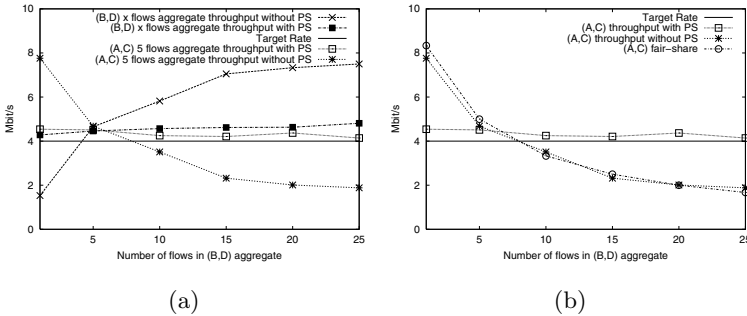 (B,D) x flows aggregate throughput without PS
(B,D) x flows aggregate throughput with PS
Target Rate
(A,C) 5 flows aggregate throughput with PS
(A,C) 5 flows aggregate throughput without PS
Mbit/s
10
8
6
4
2
0
5
10
15
20
25
Number of flows in (B,D) aggregate
(a)
Target Rate
(A,C) throughput with PS
(A,C) throughput without PS
(A,C) fair-share
Mbit/s
10
8
6
4
2
0
5
10
15
20
25
Number of flows in (B,D) aggregate
(b)